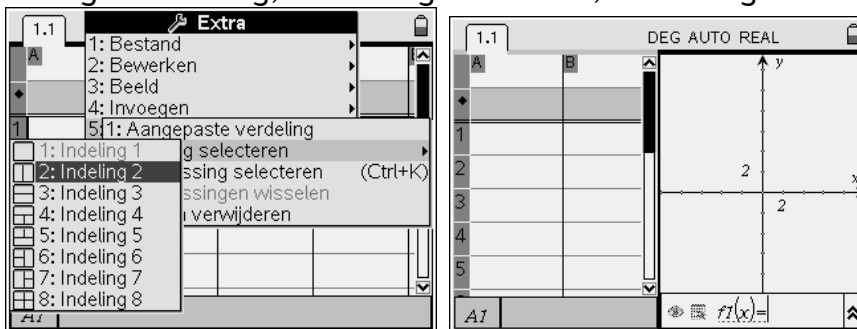 1.1 Extra
A
1: Bestand
2: Bewerken
3: Beeld
4: Invoegen
1 5: 1: Aangepaste verdeling
1: Indeling 1 g selecteren
2: Indeling 2 ssing selecteren (Ctrl+K)
3: Indeling 3 ssingen wisselen
4: Indeling 4 verwijderen
5: Indeling 5
6: Indeling 6
7: Indeling 7
8: Indeling 8
A1
1.1 DEG AUTO REAL
A B y
1
2 2 x
3 2
4
5
A1 f1(x)=